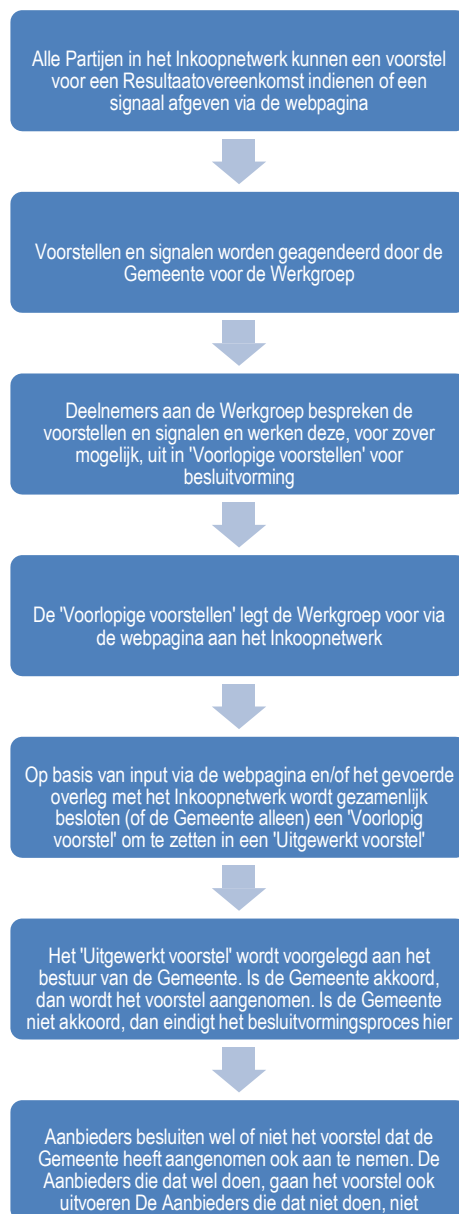 Alle Partijen in het Inkoopnetwerk kunnen een voorstel
voor een Resultaatovereenkomst indienen of een
signaal afgeven via de webpagina
Voorstellen en signalen worden geagendeerd door de
Gemeente voor de Werkgroep
Deelnemers aan de Werkgroep bespreken de
voorstellen en signalen en werken deze, voor zover
mogelijk, uit in 'Voorlopige voorstellen' voor
besluitvorming
De 'Voorlopige voorstellen' legt de Werkgroep voor via
de webpagina aan het Inkoopnetwerk
Op basis van input via de webpagina en/of het gevoerde
overleg met het Inkoopnetwerk wordt gezamenlijk
besloten (of de Gemeente alleen) een 'Voorlopig
voorstel' om te zetten in een 'Uitgewerkt voorstel'
Het 'Uitgewerkt voorstel' wordt voorgelegd aan het
bestuur van de Gemeente. Is de Gemeente akkoord,
dan wordt het voorstel aangenomen. Is de Gemeente
niet akkoord, dan eindigt het besluitvormingsproces hier
Aanbieders besluiten wel of niet het voorstel dat de
Gemeente heeft aangenomen ook aan te nemen. De
Aanbieders die dat wel doen, gaan het voorstel ook
uitvoeren De Aanbieders die dat niet doen, niet